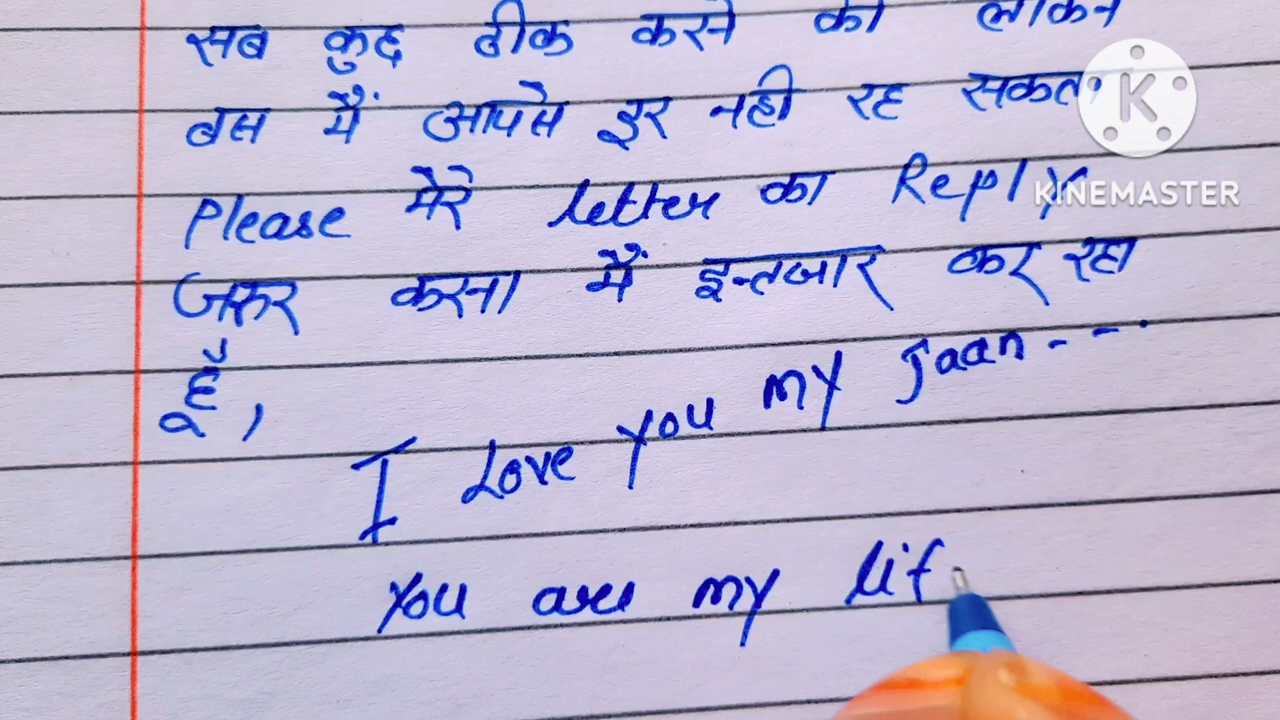 सब कुछ ठीक करने की लेकिन
बस मैं आपसे दूर नही रह सकता
Please मेरे letter का Reply
जरुर करना मैं इन्तजार कर रहा
हूँ,
I Love you my Jaan- - - .
You are my lif
KINEMASTER